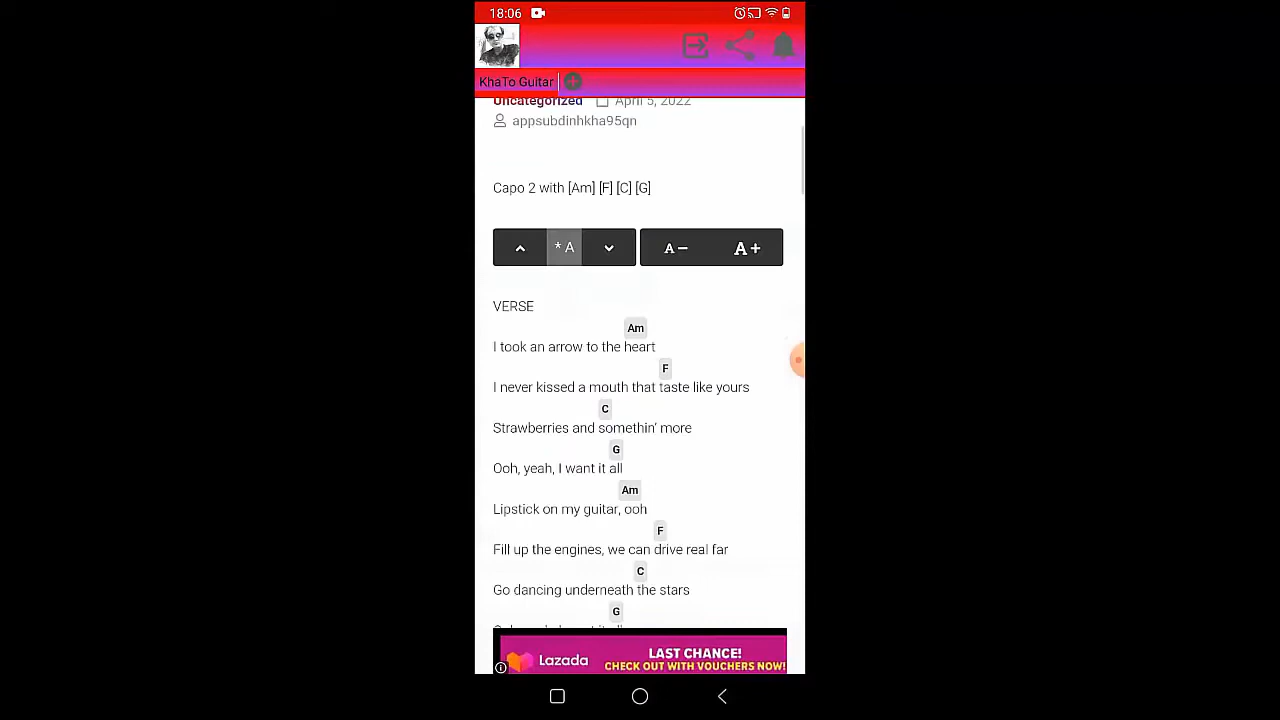 18:06
KhaTo Guitar
Uncategorized April 5, 2022
appsubdinhkha95qn
Capo 2 with [Am] [F] [C] [G]
* A A− A+
VERSE
Am
I took an arrow to the heart
F
I never kissed a mouth that taste like yours
C
Strawberries and somethin' more
G
Ooh, yeah, I want it all
Am
Lipstick on my guitar, ooh
F
Fill up the engines, we can drive real far
C
Go dancing underneath the stars
G
Lazada
LAST CHANCE!
CHECK OUT WITH VOUCHERS NOW!